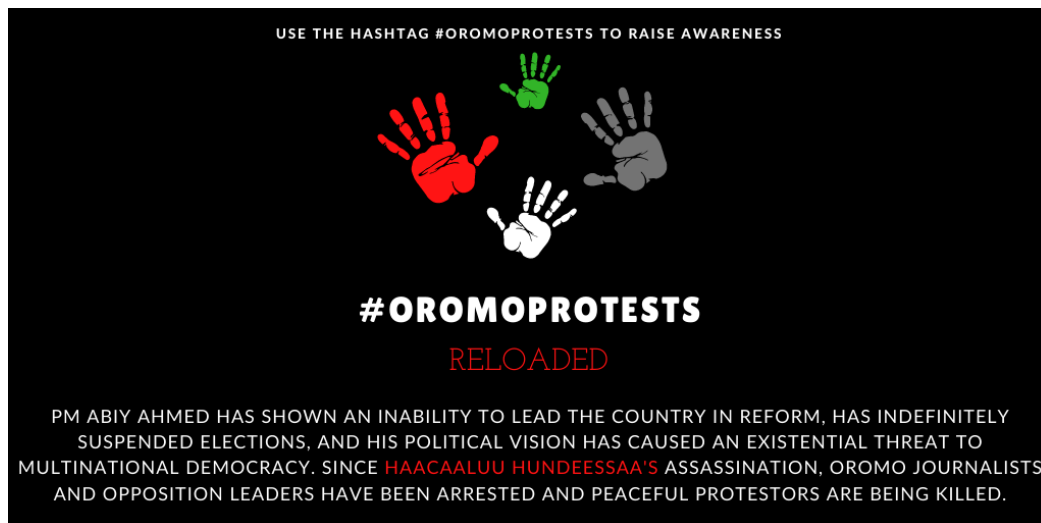 USE THE HASHTAG #OROMOPROTESTS TO RAISE AWARENESS
#OROMOPROTESTS
RELOADED
PM ABIY AHMED HAS SHOWN AN INABILITY TO LEAD THE COUNTRY IN REFORM, HAS INDEFINITELY
SUSPENDED ELECTIONS, AND HIS POLITICAL VISION HAS CAUSED AN EXISTENTIAL THREAT TO
MULTINATIONAL DEMOCRACY. SINCE HAACAALUU HUNDEESSAA'S ASSASSINATION, OROMO JOURNALISTS
AND OPPOSITION LEADERS HAVE BEEN ARRESTED AND PEACEFUL PROTESTORS ARE BEING KILLED.